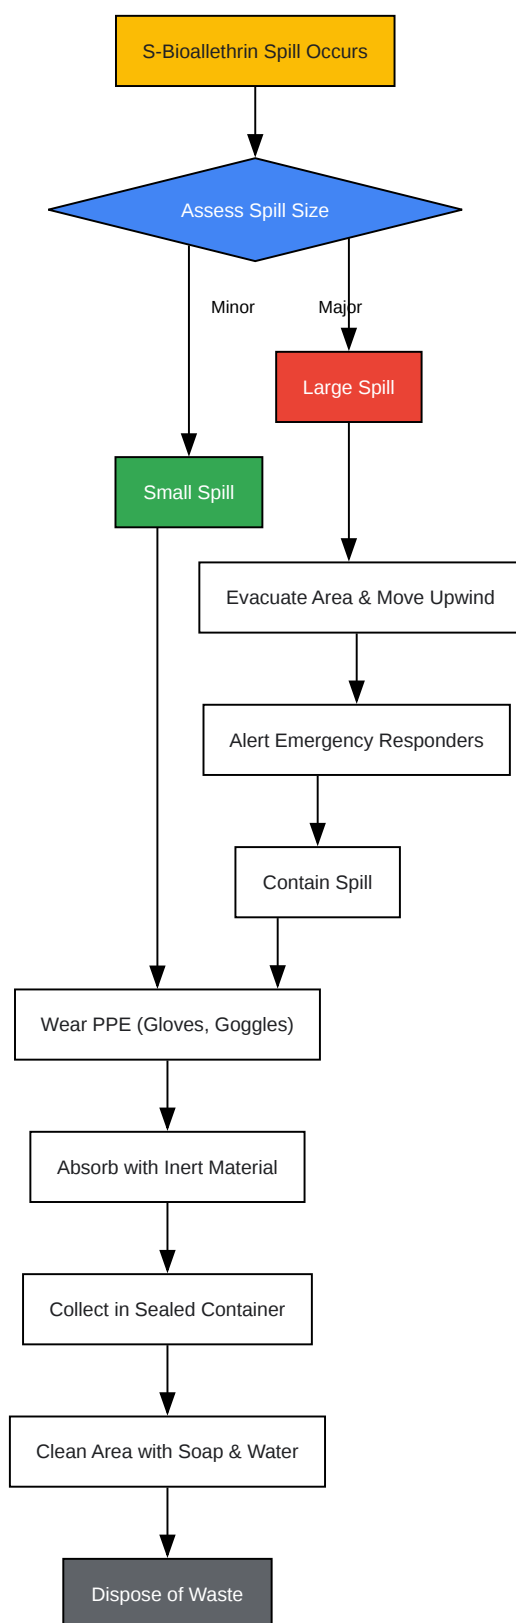 S-Bioallethrin Spill Occurs
Assess Spill Size
Minor
Major
Large Spill
Small Spill
Evacuate Area & Move Upwind
Alert Emergency Responders
Contain Spill
Wear PPE (Gloves, Goggles)
Absorb with Inert Material
Collect in Sealed Container
Clean Area with Soap & Water
Dispose of Waste